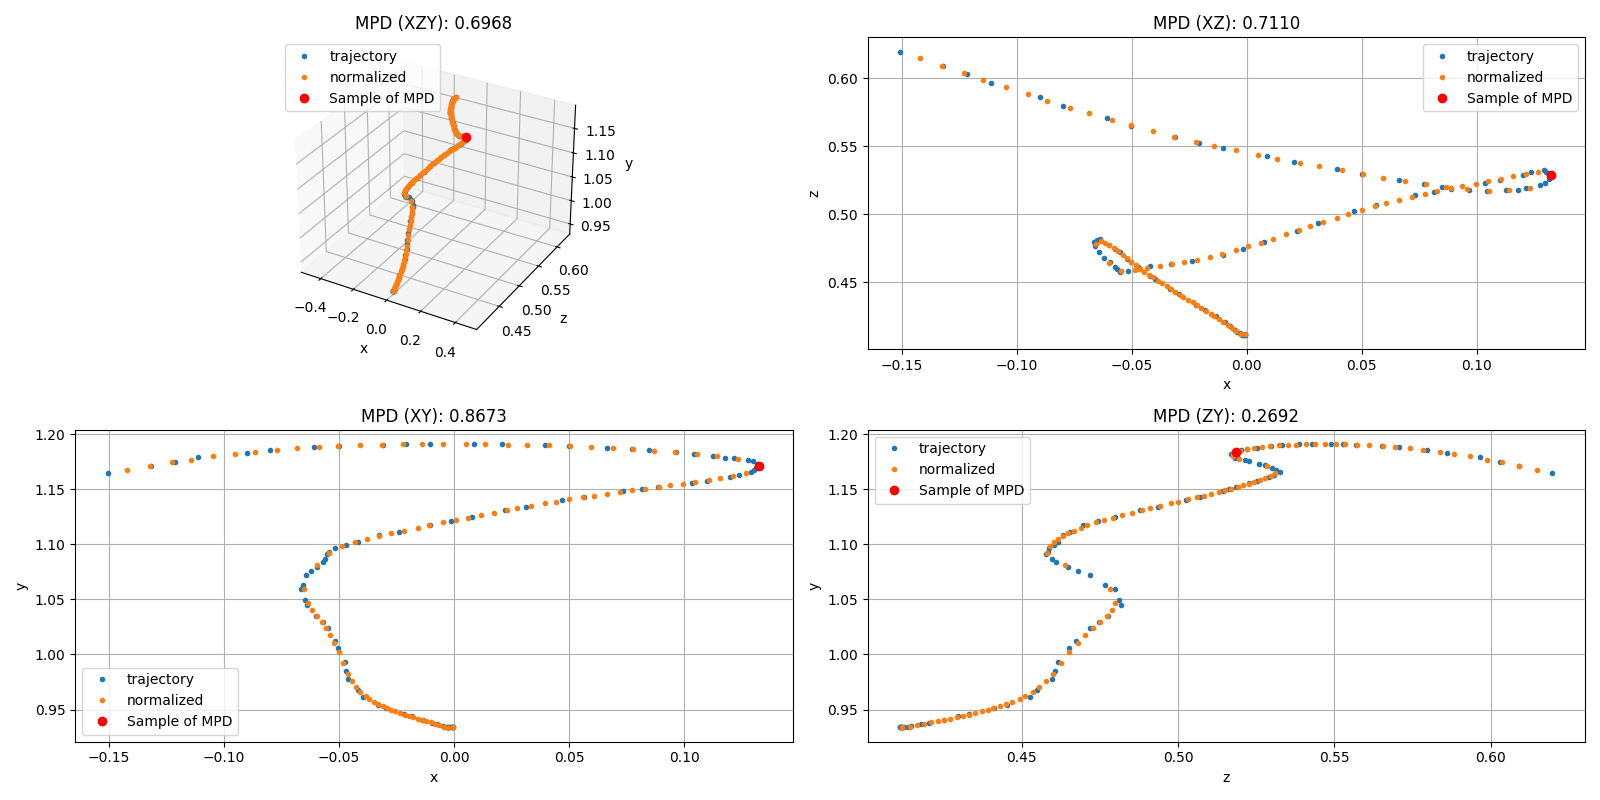 MPD (XZY): 0.6968
trajectory
normalized
Sample of MPD
1.15
1.10
1.05
1.00
0.95
y
0.60
0.55
0.50
0.45
z
−0.4
−0.2
0.0
0.2
0.4
x
MPD (XZ): 0.7110
trajectory
normalized
Sample of MPD
0.60
0.55
0.50
0.45
z
−0.15
−0.10
−0.05
0.00
0.05
0.10
x
MPD (XY): 0.8673
1.20
1.15
1.10
1.05
1.00
0.95
y
trajectory
normalized
Sample of MPD
−0.15
−0.10
−0.05
0.00
0.05
0.10
x
MPD (ZY): 0.2692
trajectory
normalized
Sample of MPD
1.20
1.15
1.10
1.05
1.00
0.95
y
0.45
0.50
0.55
0.60
z